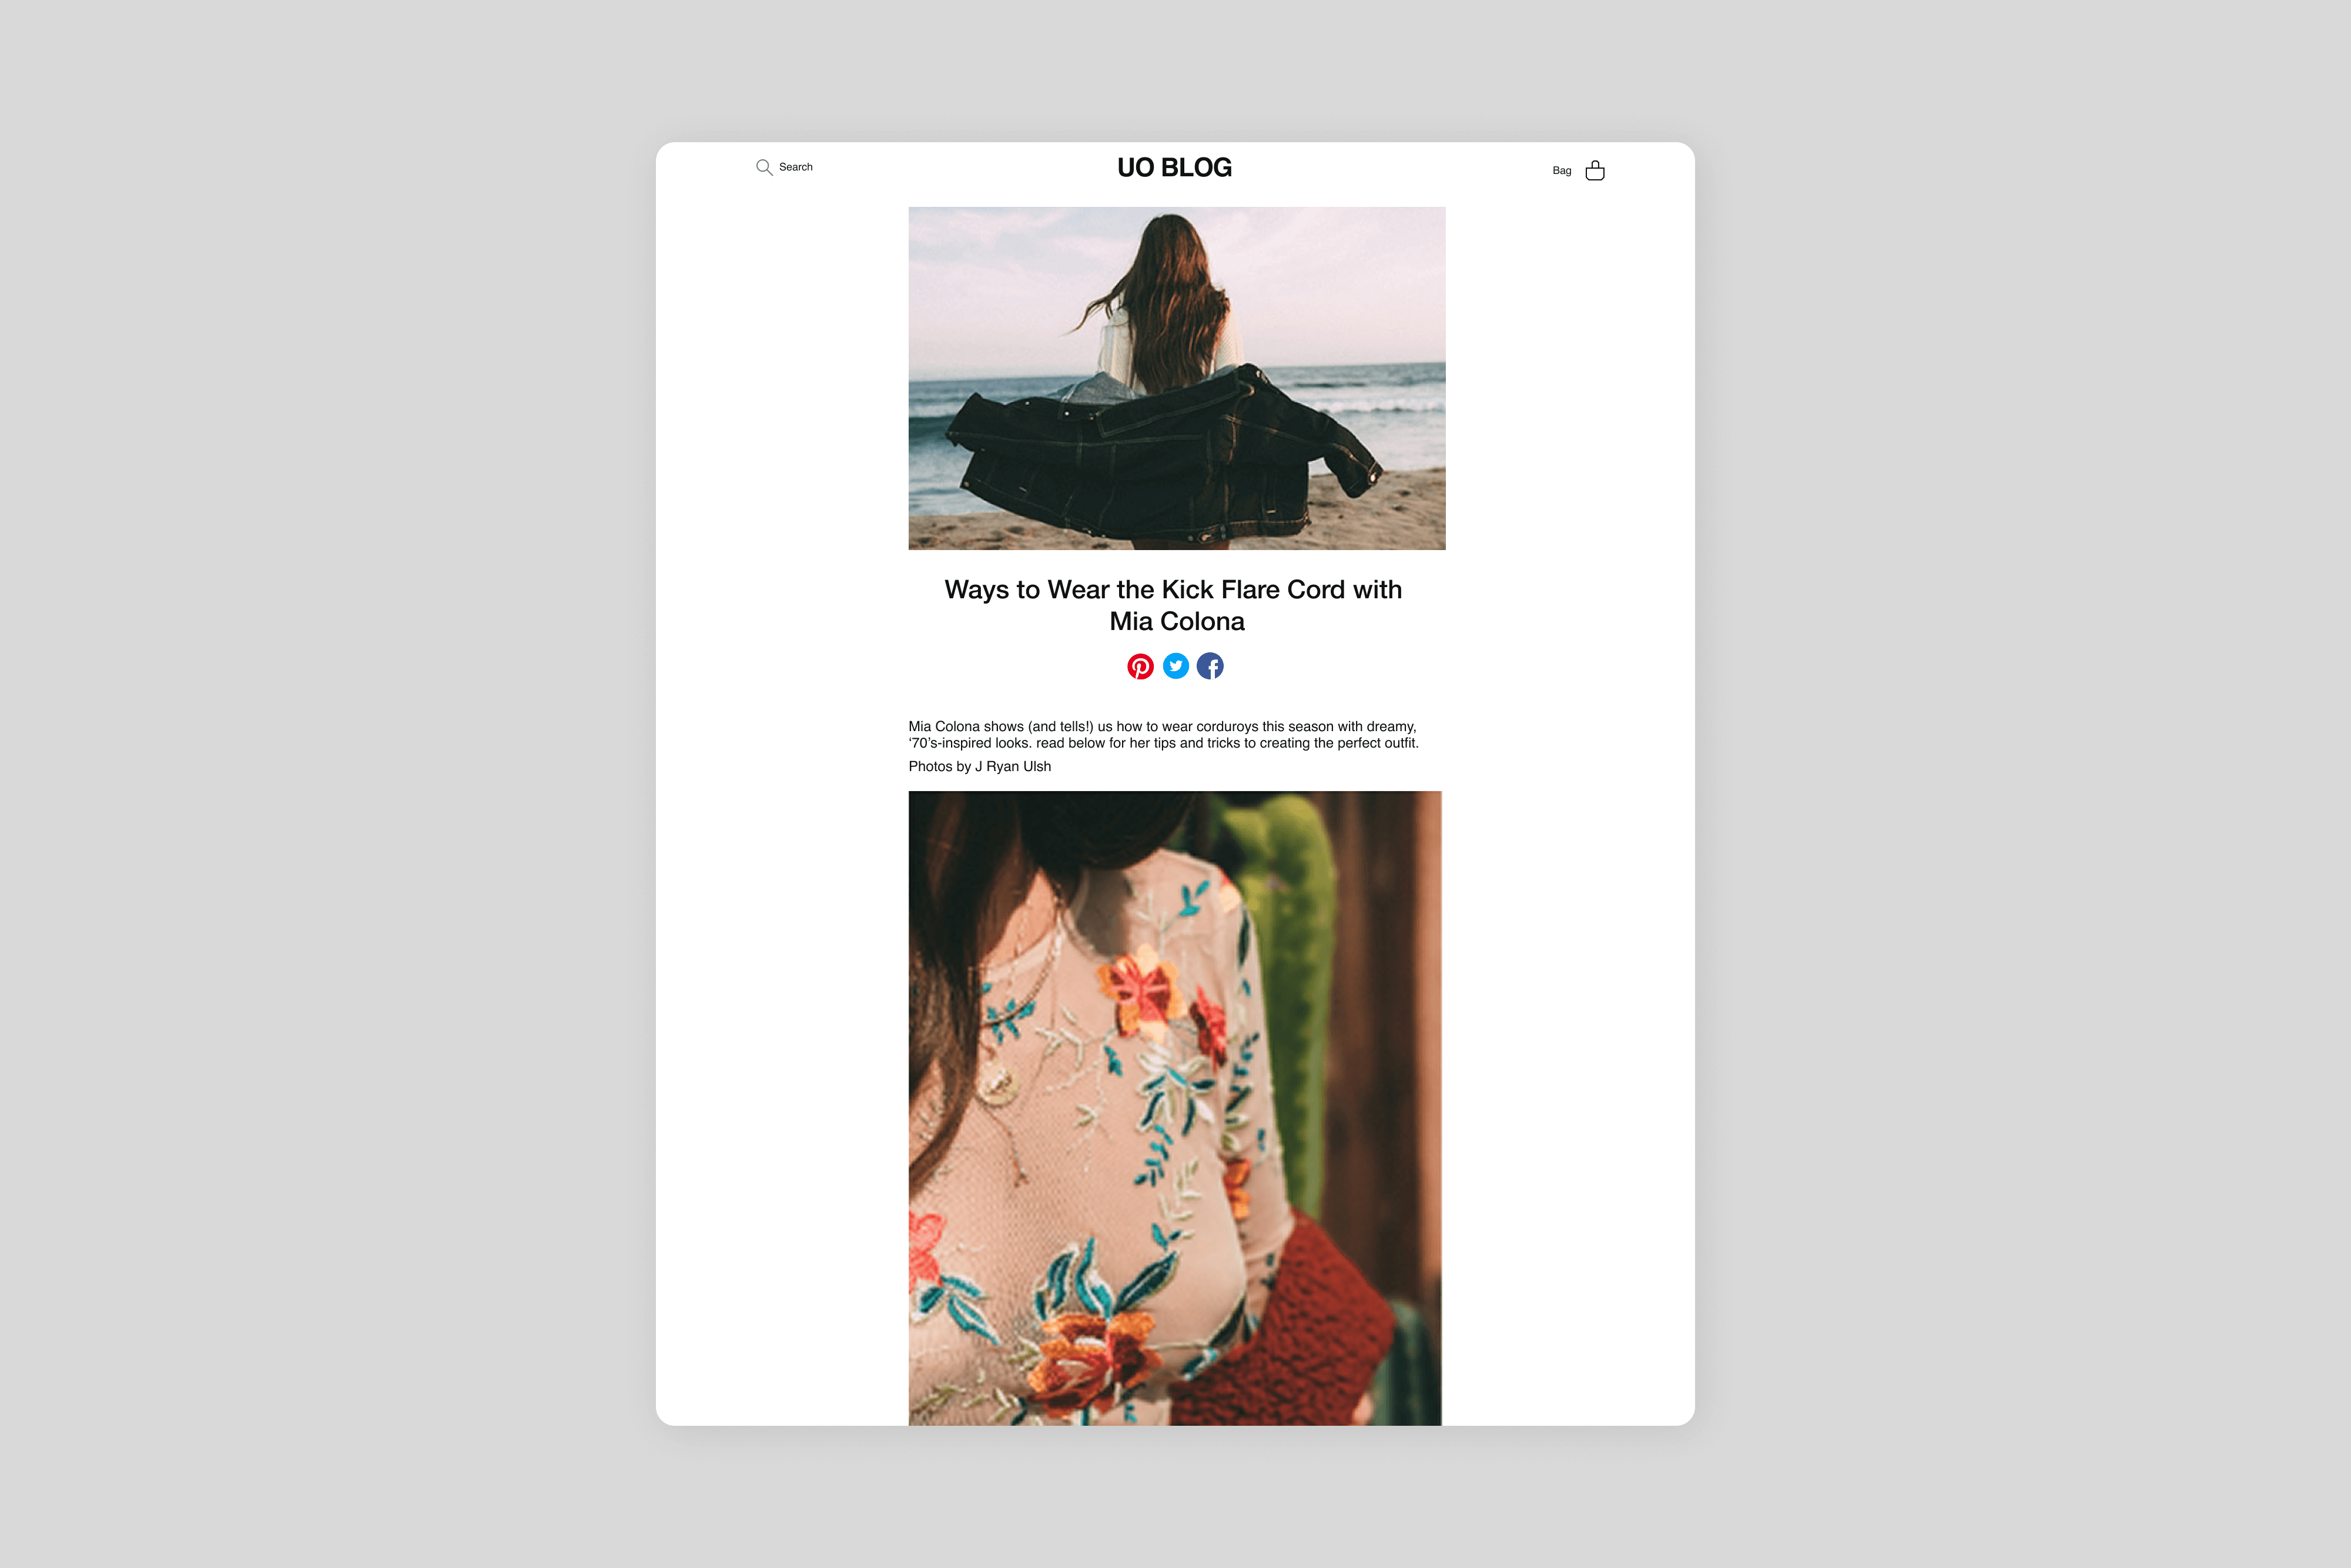 Search
UO BLOG
Bag
Ways to Wear the Kick Flare Cord with
Mia Colona
Mia Colona shows (and tells!) us how to wear corduroys this season with dreamy,
‘70’s-inspired looks. read below for her tips and tricks to creating the perfect outfit.
Photos by J Ryan Ulsh